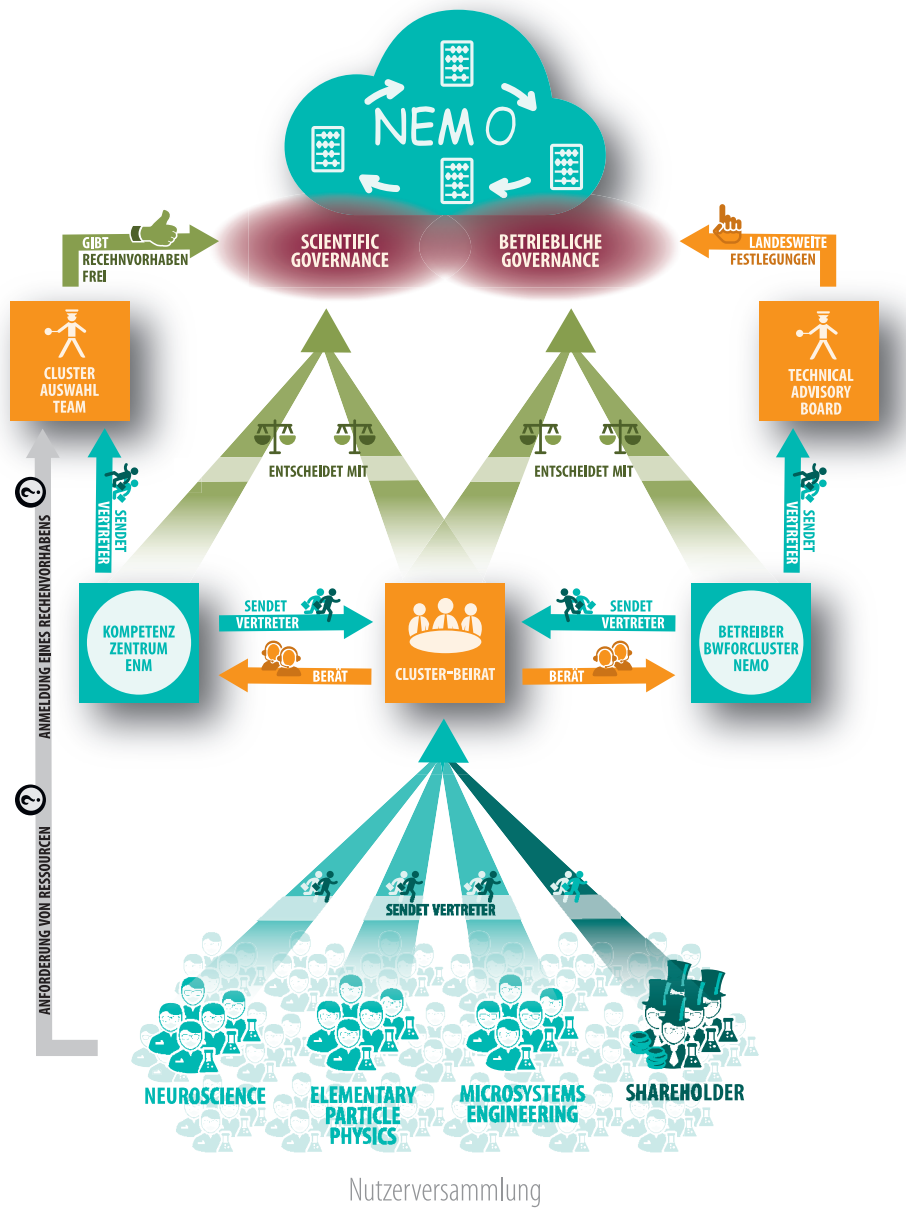 NEMO
SCIENTIFIC
GOVERNANCE
BETRIEBLICHE
GOVERNANCE
GIBT
RECEHNVORHABEN
FREI
LANDESWEITE
FESTLEGUNGEN
CLUSTER
AUSWAHL
TEAM
TECHNICAL
ADVISORY
BOARD
ENTSCHEIDET MIT
ENTSCHEIDET MIT
SENDET
VERTRETER
SENDET
VERTRETER
ANMELDUNG EINES RECHENVORHABENS
KOMPETENZ
ZENTRUM
ENM
SENDET
VERTRETER
BERÄT
CLUSTER-BEIRAT
SENDET
VERTRETER
BERÄT
BETREIBER
BWFORCLUSTER
NEMO
ANFORDERUNG VON RESSOURCEN
SENDET VERTRETER
NEUROSCIENCE
ELEMENTARY
PARTICLE
PHYSICS
MICROSYSTEMS
ENGINEERING
SHAREHOLDER
Nutzerversammlung